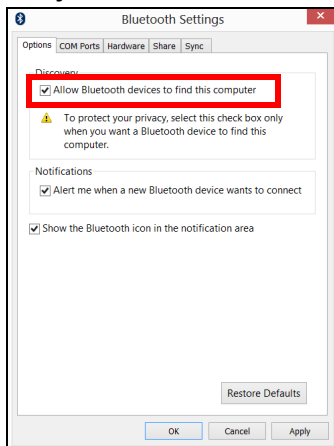 Bluetooth Settings
Options COM Ports Hardware Share Sync
Discovery
Allow Bluetooth devices to find this computer
To protect your privacy, select this check box only
when you want a Bluetooth device to find this
computer.
Notifications
Alert me when a new Bluetooth device wants to connect
Show the Bluetooth icon in the notification area
Restore Defaults
OK Cancel Apply